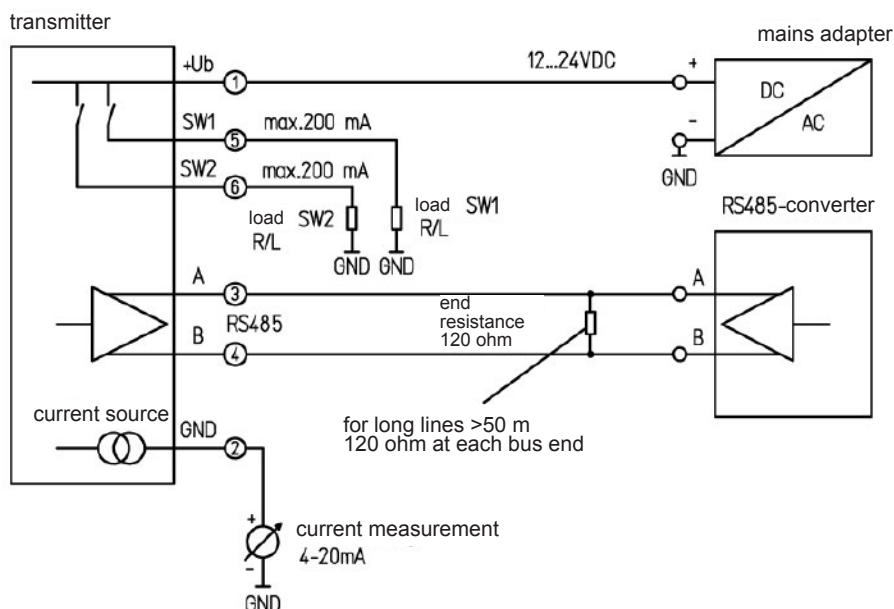 transmitter
mains adapter
+Ub
1
12...24VDC
+
DC
AC
-
GND
SW1
5
max.200 mA
SW2
6
max.200 mA
load
R/L
SW2
load
R/L
SW1
GND
GND
RS485-converter
A
3
RS485
B
4
end
resistance
120 ohm
A
B
for long lines >50 m
120 ohm at each bus end
current source
GND
2
+
current measurement
4-20mA
-
GND